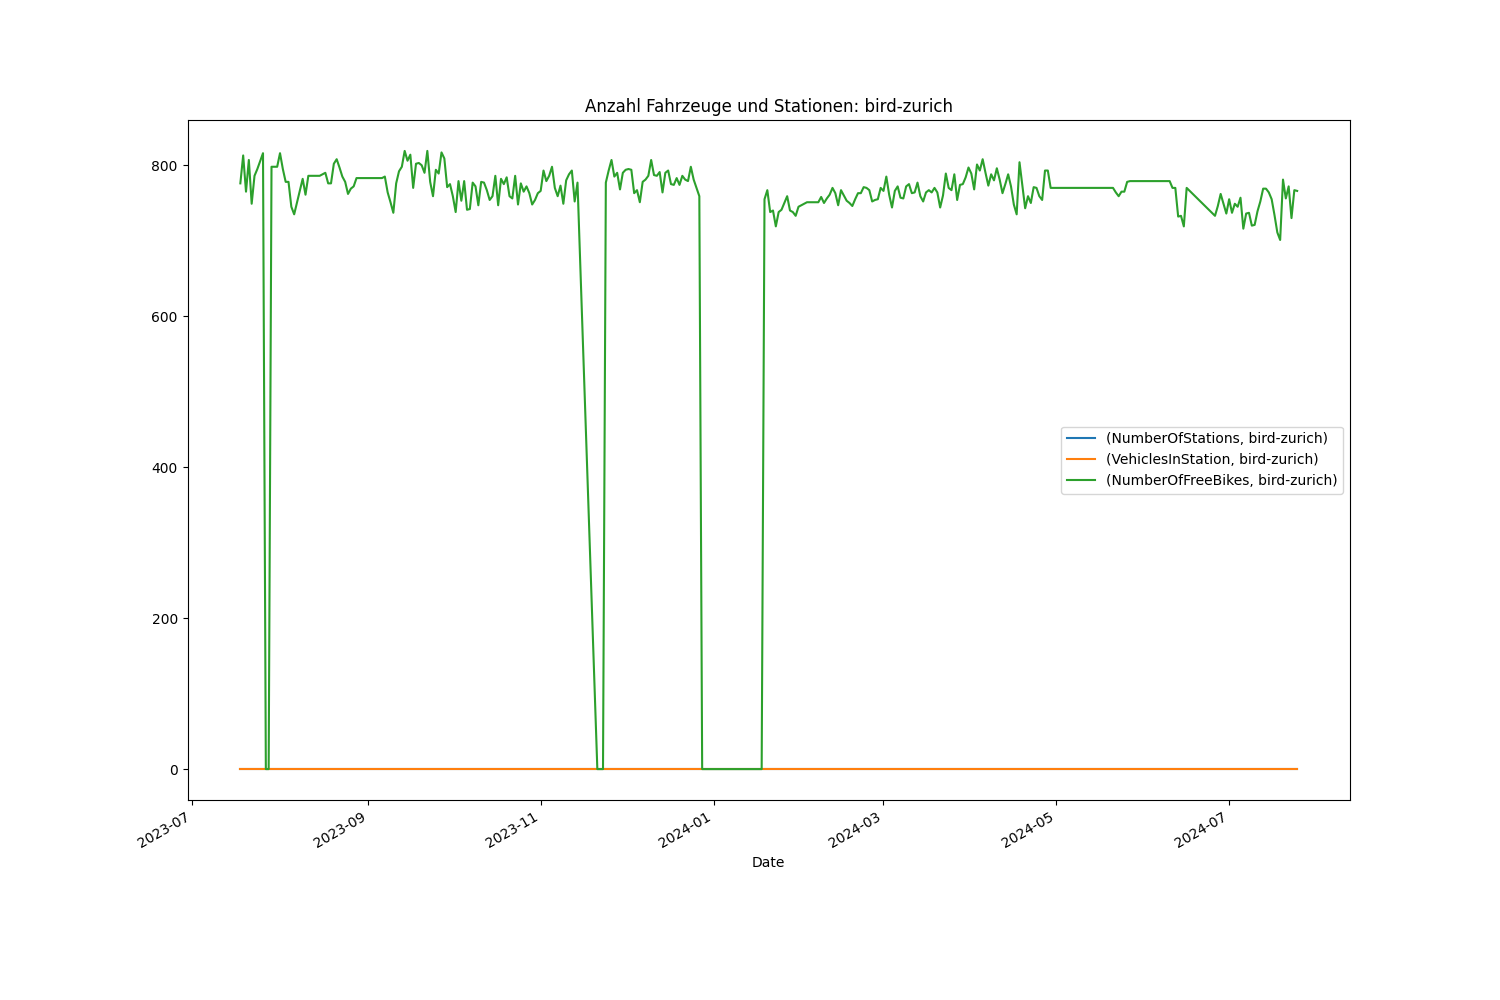 Anzahl Fahrzeuge und Stationen: bird-zurich
800
600
400
200
0
(NumberOfStations, bird-zurich)
(VehiclesInStation, bird-zurich)
(NumberOfFreeBikes, bird-zurich)
2023-07
2023-09
2023-11
2024-01
2024-03
2024-05
2024-07
Date